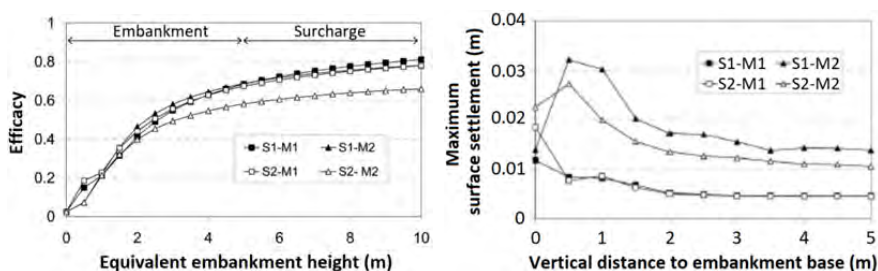 Embankment Surcharge
1
0.8
0.6
0.4
0.2
0
Efficacy
S1-M1 S1-M2
S2-M1 S2- M2
0 2 4 6 8 10
Equivalent embankment height (m)
0.04
0.03
0.02
0.01
0
Maximum
surface settlement (m)
S1-M1 S1-M2
S2-M1 S2-M2
0 1 2 3 4 5
Vertical distance to embankment base (m)